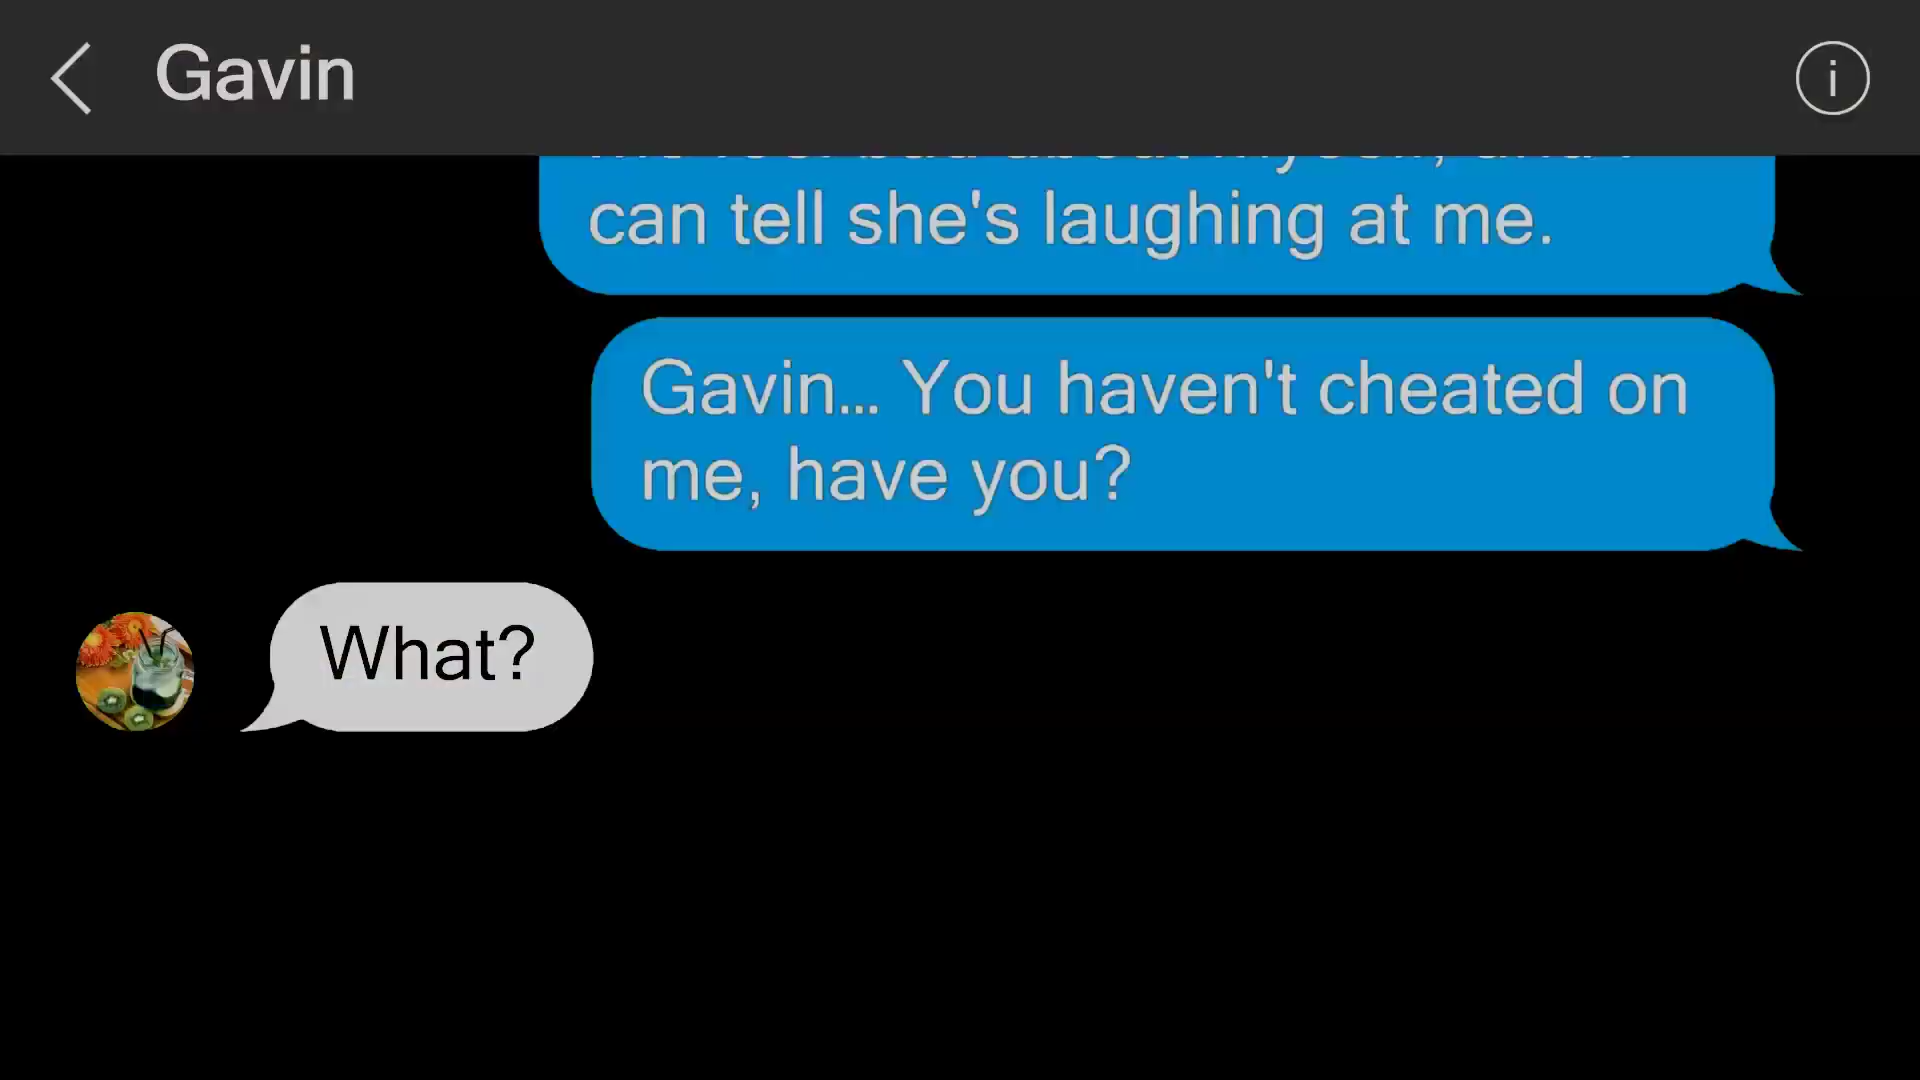 Gavin
can tell she's laughing at me.
Gavin... You haven't cheated on
me, have you?
What?